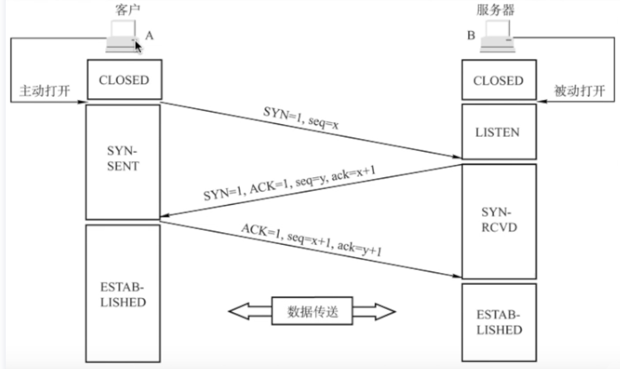 客户
服务器
A
B
CLOSED
CLOSED
主动打开
被动打开
SYN=1, seq=x
LISTEN
SYN-
SENT
SYN=1, ACK=1, seq=y, ack=x+1
SYN-
RCVD
ACK=1, seq=x+1, ack=y+1
ESTAB-
LISHED
数据传送
ESTAB-
LISHED